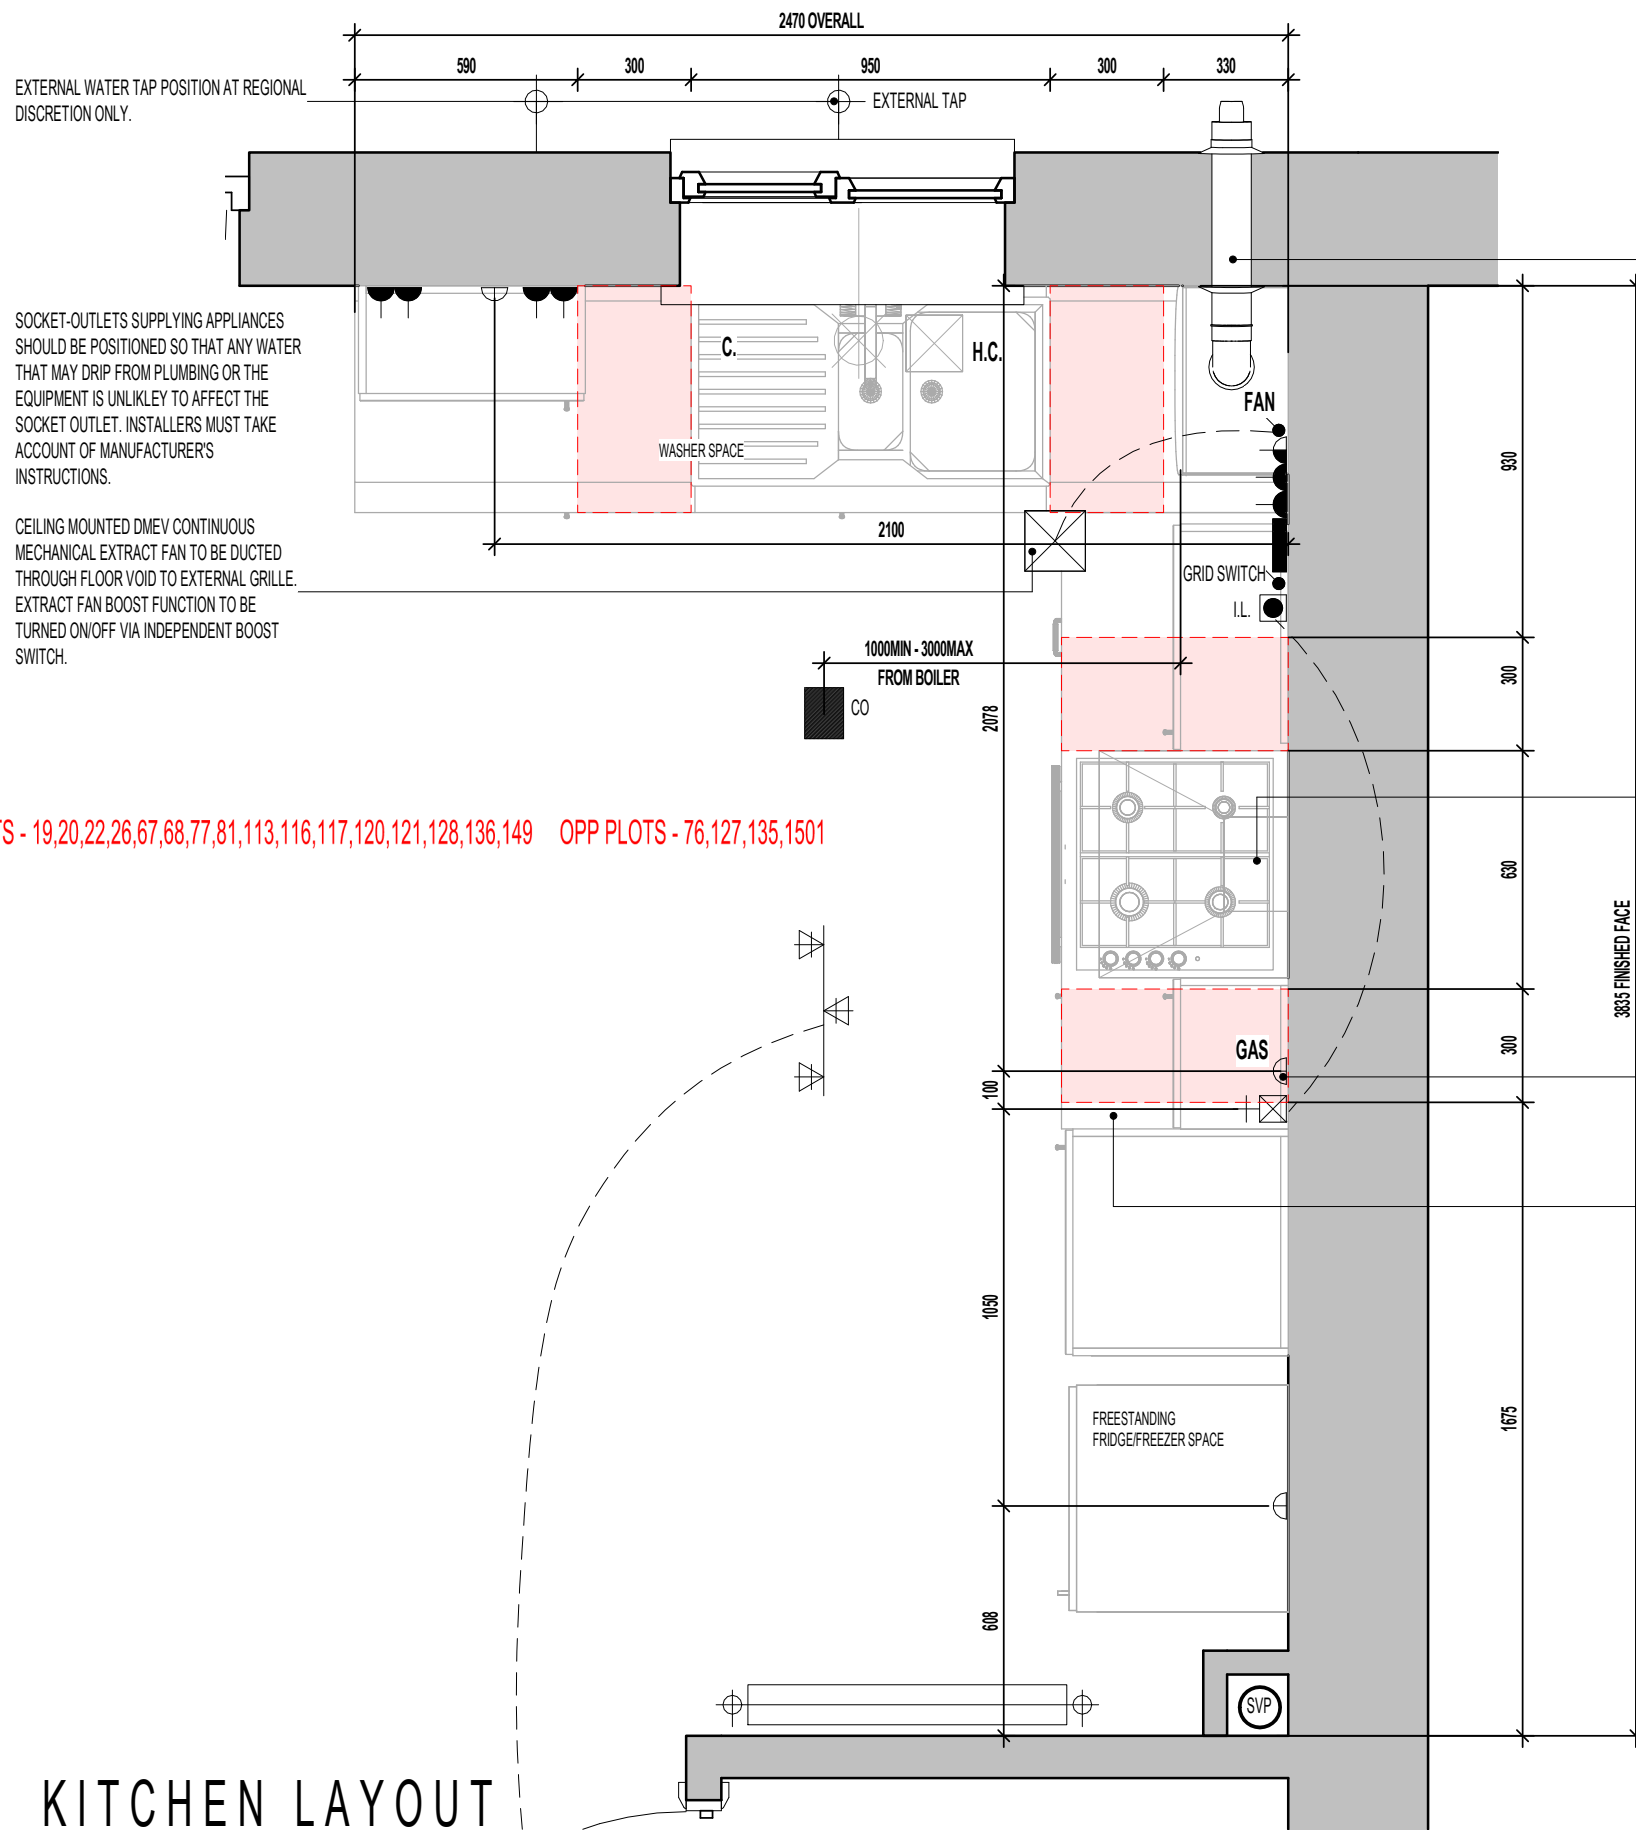 2470 OVERALL
590
300
950
300
330
EXTERNAL WATER TAP POSITION AT REGIONAL
DISCRETION ONLY.
EXTERNAL TAP
SOCKET-OUTLETS SUPPLYING APPLIANCES
SHOULD BE POSITIONED SO THAT ANY WATER
THAT MAY DRIP FROM PLUMBING OR THE
EQUIPMENT IS UNLIKLEY TO AFFECT THE
SOCKET OUTLET. INSTALLERS MUST TAKE
ACCOUNT OF MANUFACTURER'S
INSTRUCTIONS.
C.
H.C.
FAN
WASHER SPACE
930
CEILING MOUNTED DMEV CONTINUOUS
MECHANICAL EXTRACT FAN TO BE DUCTED
THROUGH FLOOR VOID TO EXTERNAL GRILLE.
EXTRACT FAN BOOST FUNCTION TO BE
TURNED ON/OFF VIA INDEPENDENT BOOST
SWITCH.
2100
GRID SWITCH
I.L.
1000MIN - 3000MAX
FROM BOILER
300
CO
2078
TS - 19,20,22,26,67,68,77,81,113,116,117,120,121,128,136,149 OPP PLOTS - 76,127,135,1501
630
3835 FINISHED FACE
GAS
300
100
1050
FREESTANDING
FRIDGE/FREEZER SPACE
1675
608
SVP
KITCHEN LAYOUT